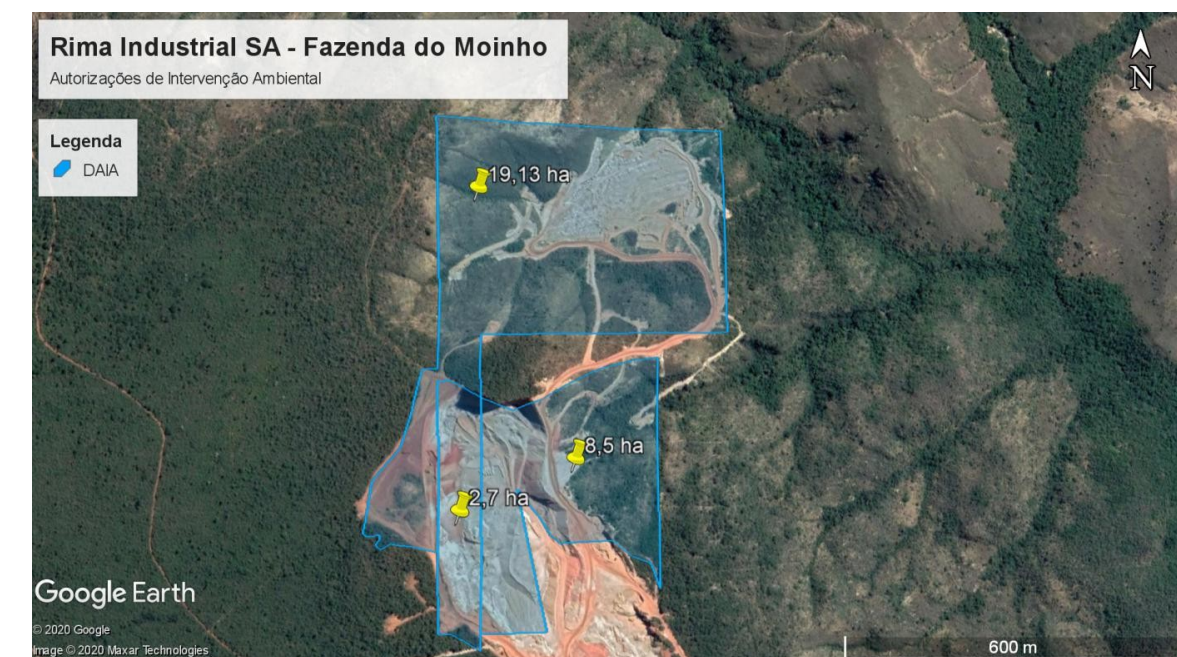 Rima Industrial SA - Fazenda do Moinho
Autorizações de Intervenção Ambiental
N
Legenda
DAIA
19,13 ha
8,5 ha
2,7 ha
Google Earth
© 2020 Google
Image © 2020 Maxar Technologies
600 m